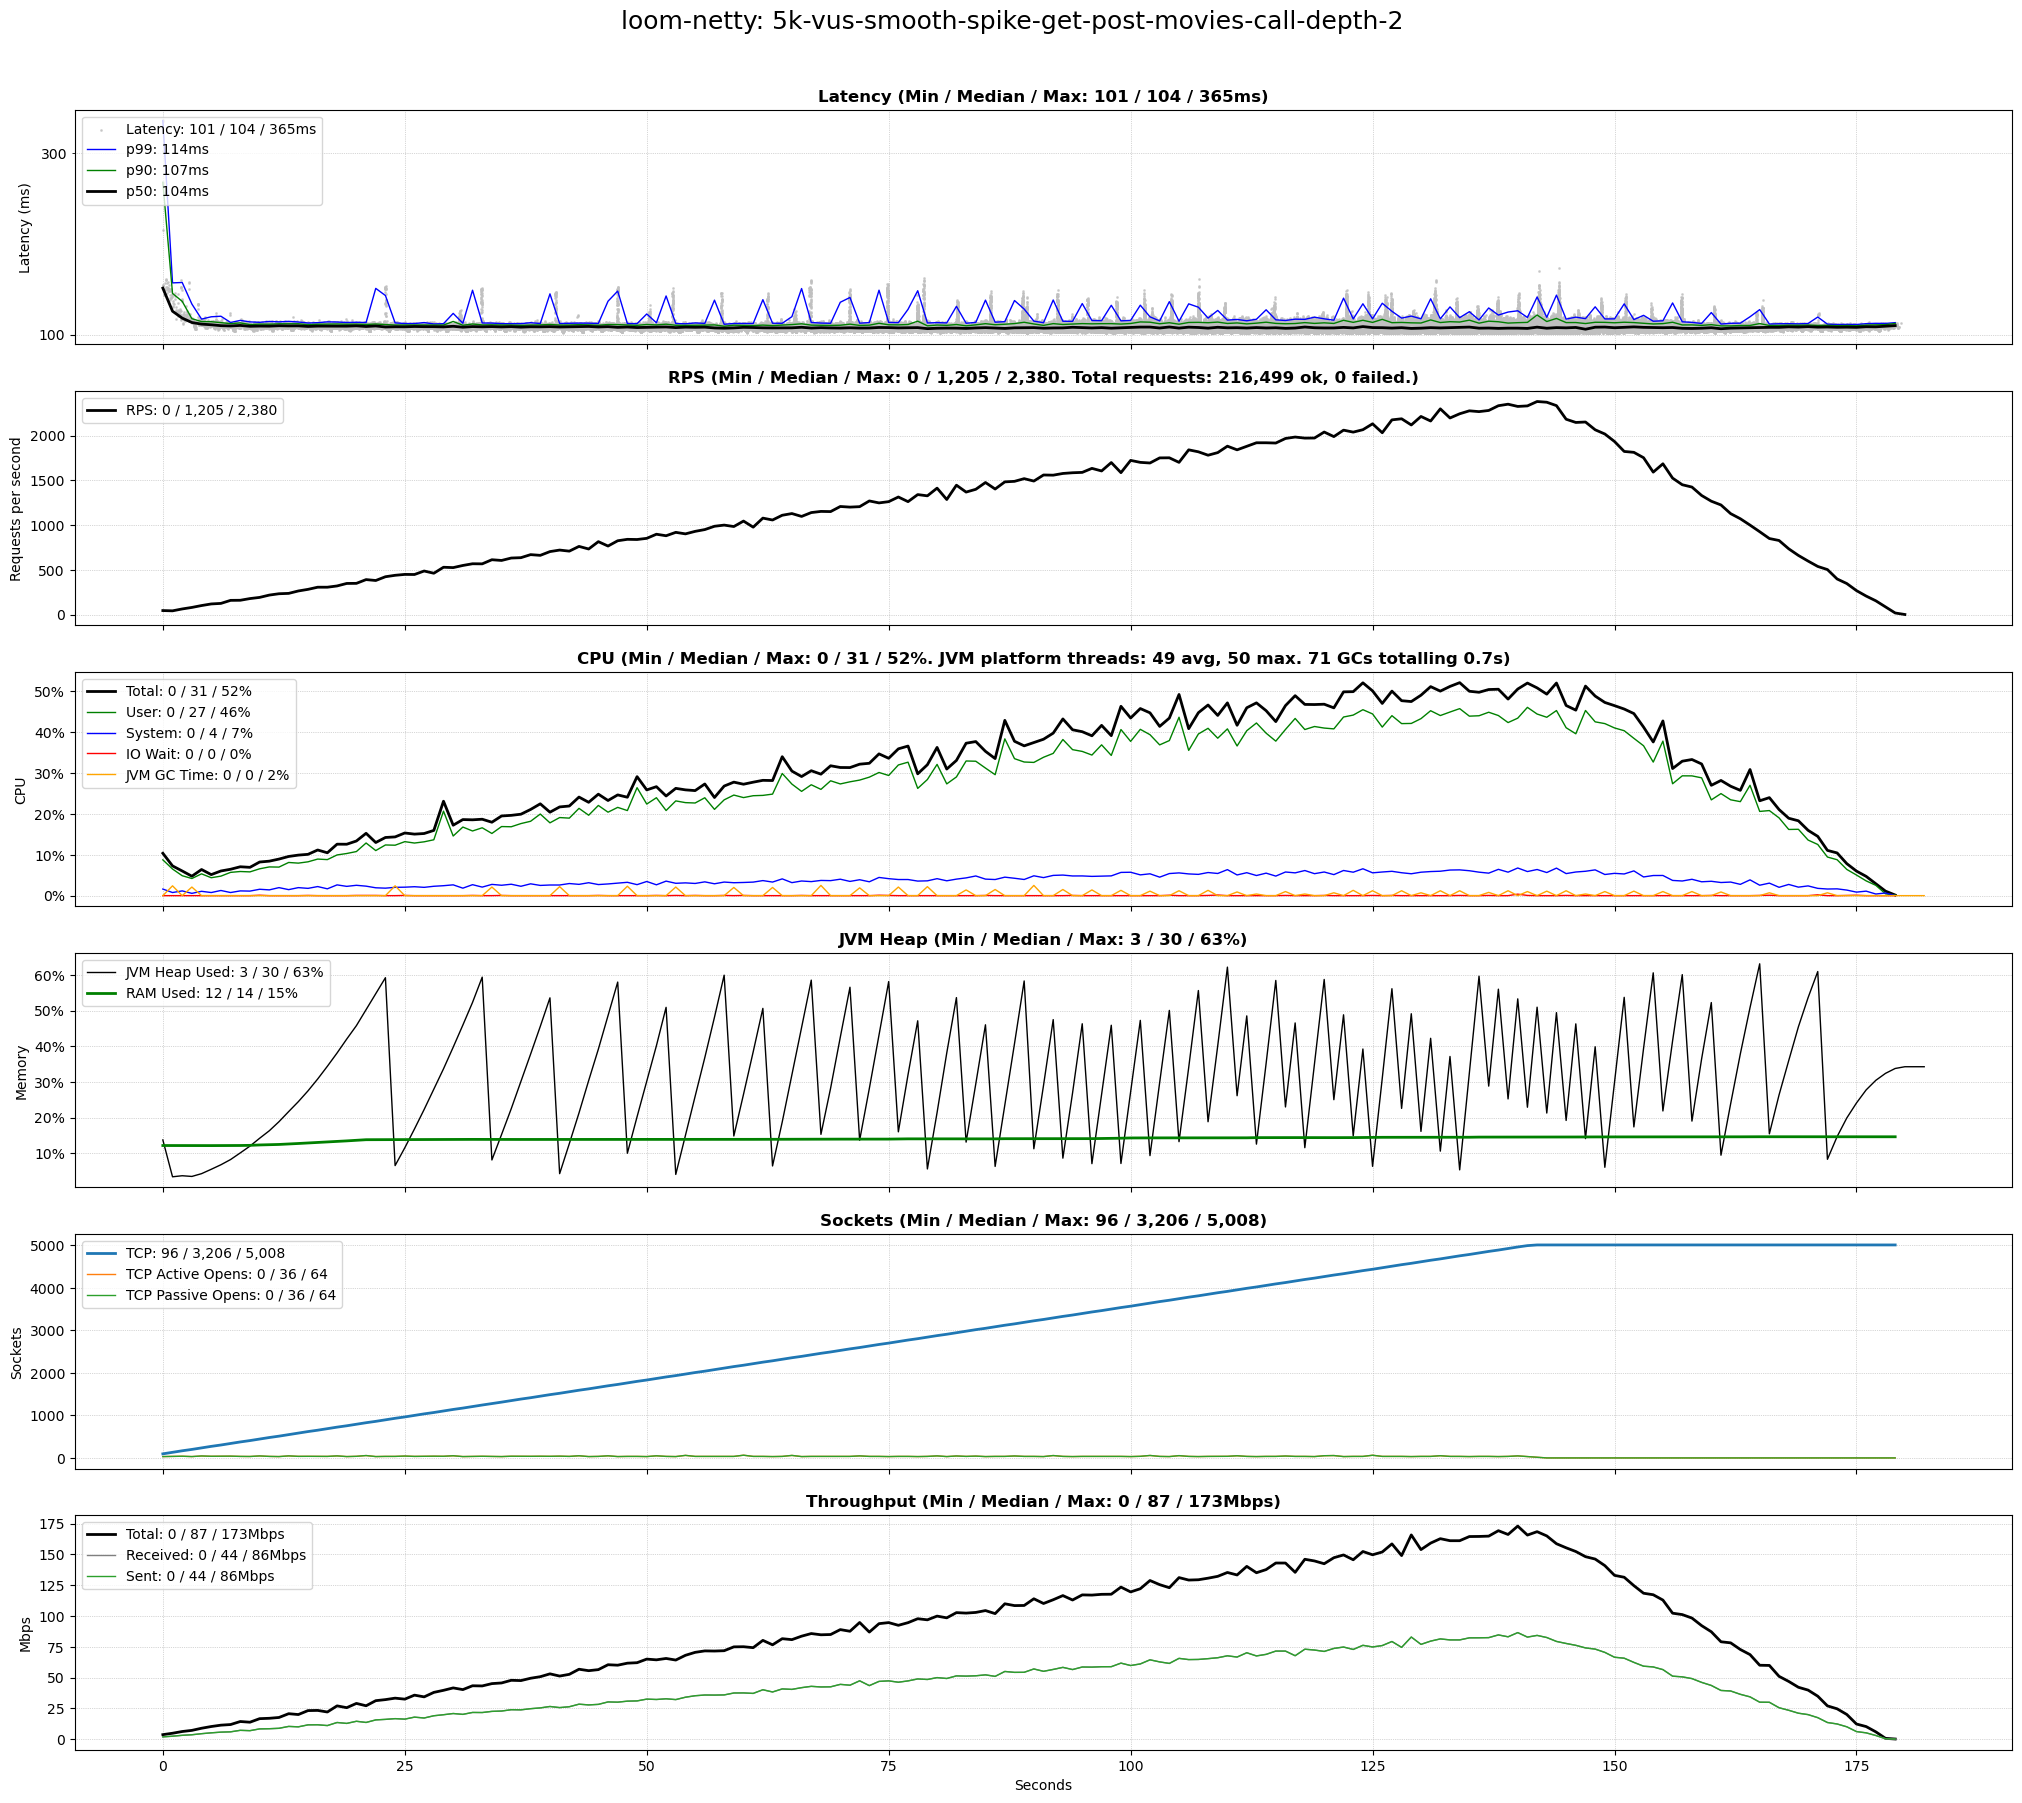 loom-netty: 5k-vus-smooth-spike-get-post-movies-call-depth-2
Latency (Min / Median / Max: 101 / 104 / 365ms)
Latency: 101 / 104 / 365ms
p99: 114ms
p90: 107ms
p50: 104ms
Latency (ms)
300
100
RPS (Min / Median / Max: 0 / 1,205 / 2,380. Total requests: 216,499 ok, 0 failed.)
RPS: 0 / 1,205 / 2,380
Requests per second
2000
1500
1000
500
0
CPU (Min / Median / Max: 0 / 31 / 52%. JVM platform threads: 49 avg, 50 max. 71 GCs totalling 0.7s)
Total: 0 / 31 / 52%
User: 0 / 27 / 46%
System: 0 / 4 / 7%
IO Wait: 0 / 0 / 0%
JVM GC Time: 0 / 0 / 2%
CPU
50%
40%
30%
20%
10%
0%
JVM Heap (Min / Median / Max: 3 / 30 / 63%)
JVM Heap Used: 3 / 30 / 63%
RAM Used: 12 / 14 / 15%
Memory
60%
50%
40%
30%
20%
10%
Sockets (Min / Median / Max: 96 / 3,206 / 5,008)
TCP: 96 / 3,206 / 5,008
TCP Active Opens: 0 / 36 / 64
TCP Passive Opens: 0 / 36 / 64
Sockets
5000
4000
3000
2000
1000
0
Throughput (Min / Median / Max: 0 / 87 / 173Mbps)
Total: 0 / 87 / 173Mbps
Received: 0 / 44 / 86Mbps
Sent: 0 / 44 / 86Mbps
Mbps
175
150
125
100
75
50
25
0
0 25 50 75 100 125 150 175
Seconds